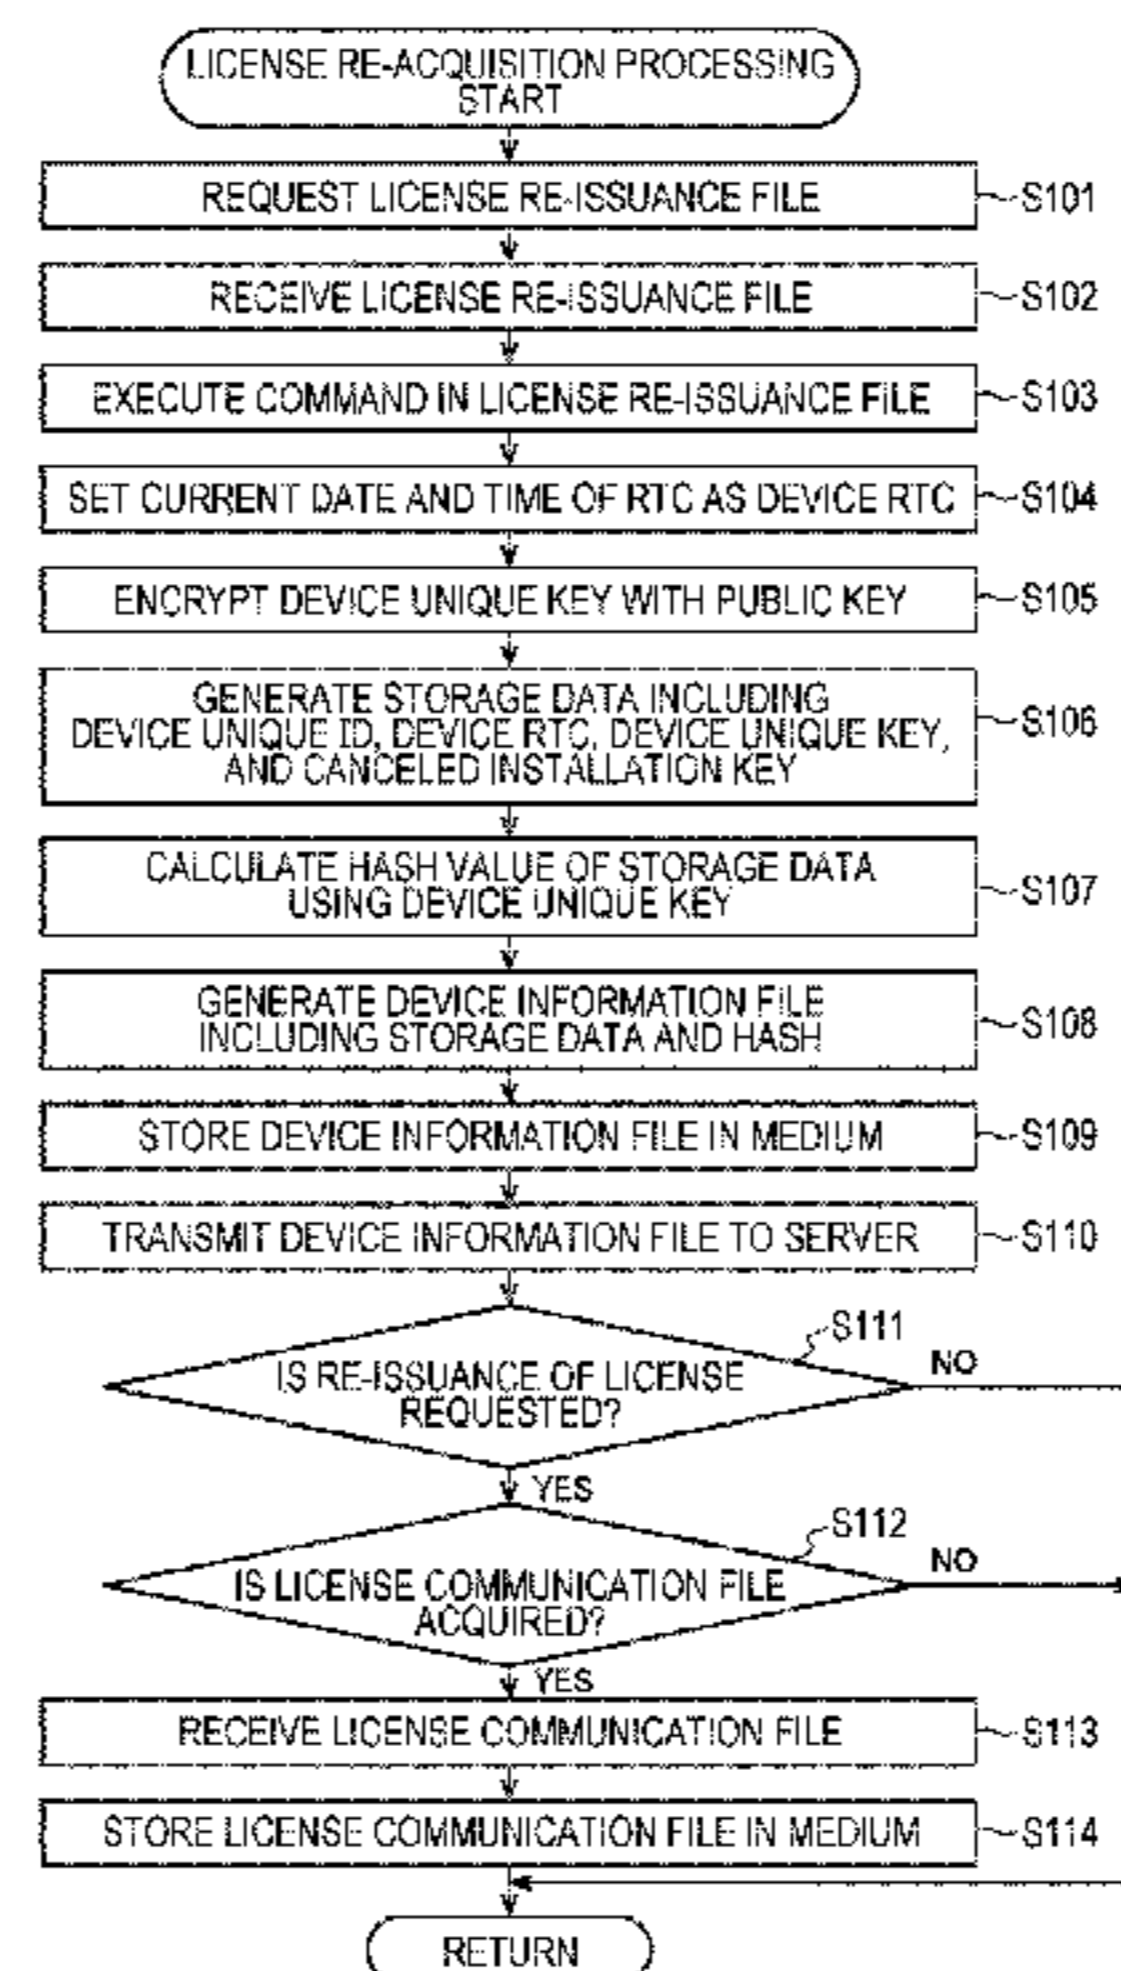 LICENSE RE-ACQUISITION PROCESSING
START
REQUEST LICENSE RE-ISSUANCE FILE
S101
RECEIVE LICENSE RE-ISSUANCE FILE
S102
EXECUTE COMMAND IN LICENSE RE-ISSUANCE FILE
S103
SET CURRENT DATE AND TIME OF RTC AS DEVICE RTC
S104
ENCRYPT DEVICE UNIQUE KEY WITH PUBLIC KEY
S105
GENERATE STORAGE DATA INCLUDING
DEVICE UNIQUE ID, DEVICE RTC, DEVICE UNIQUE KEY,
AND CANCELED INSTALLATION KEY
S106
CALCULATE HASH VALUE OF STORAGE DATA
USING DEVICE UNIQUE KEY
S107
GENERATE DEVICE INFORMATION FILE
INCLUDING STORAGE DATA AND HASH
S108
STORE DEVICE INFORMATION FILE IN MEDIUM
S109
TRANSMIT DEVICE INFORMATION FILE TO SERVER
S110
S111
IS RE-ISSUANCE OF LICENSE
REQUESTED?
NO
YES
S112
IS LICENSE COMMUNICATION FILE
ACQUIRED?
NO
YES
RECEIVE LICENSE COMMUNICATION FILE
S113
STORE LICENSE COMMUNICATION FILE IN MEDIUM
S114
RETURN